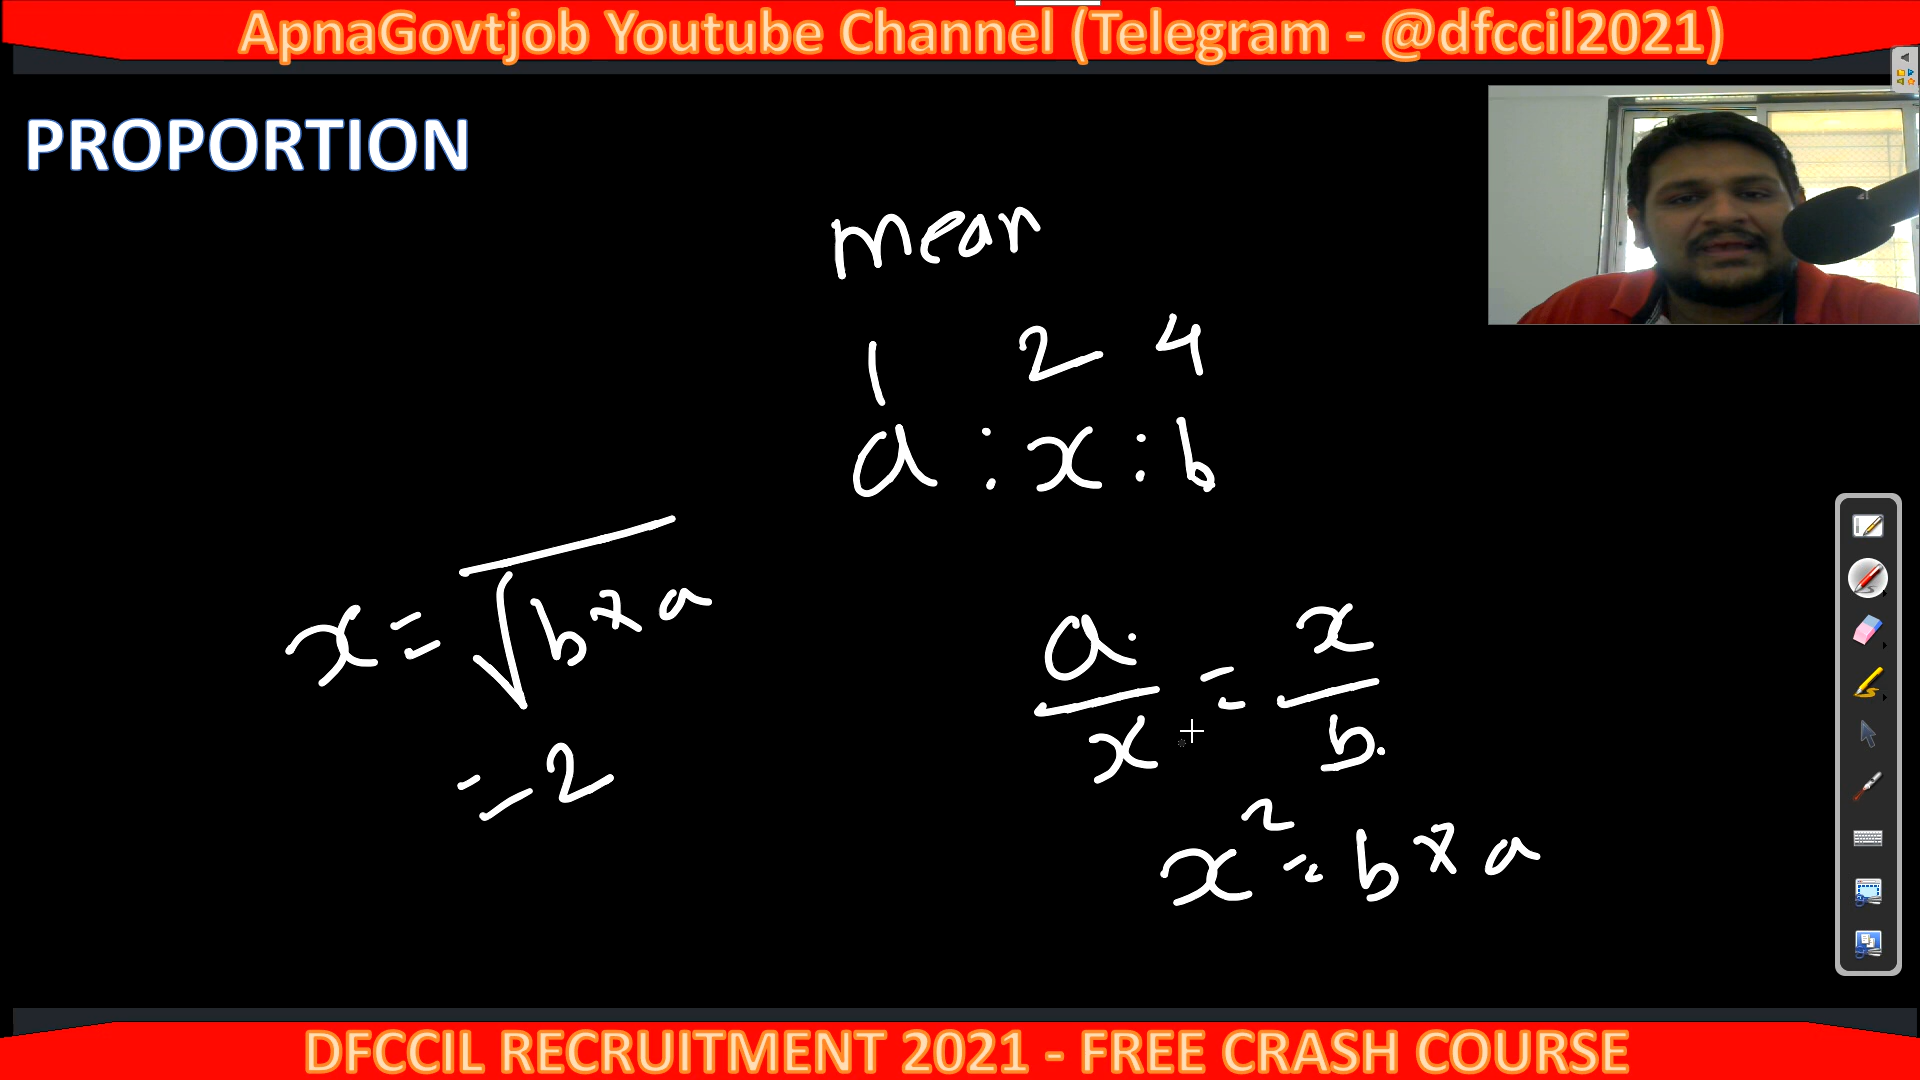 ApnaGovtjob Youtube Channel (Telegram - @dfccil2021)
PROPORTION
mean
1 2 4
a : x : b
x = √b×a
= 2
a/x = x/b
x² = b×a
DFCCIL RECRUITMENT 2021 - FREE CRASH COURSE